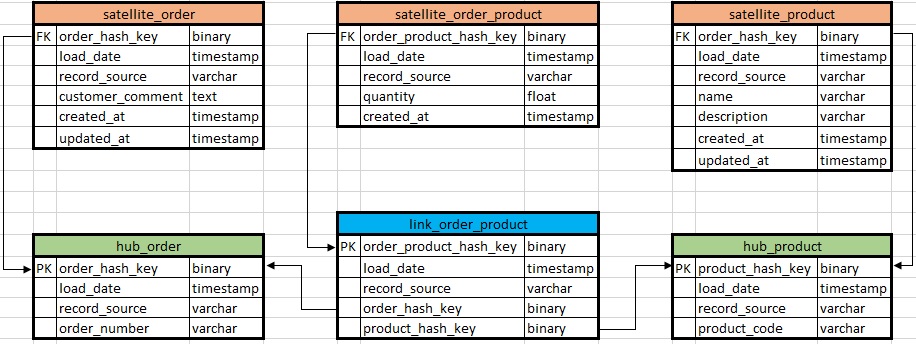 satellite_order
FK order_hash_key binary
load_date timestamp
record_source varchar
customer_comment text
created_at timestamp
updated_at timestamp
satellite_order_product
FK order_product_hash_key binary
load_date timestamp
record_source varchar
quantity float
created_at timestamp
satellite_product
FK order_hash_key binary
load_date timestamp
record_source varchar
name varchar
description varchar
created_at timestamp
updated_at timestamp
hub_order
PK order_hash_key binary
load_date timestamp
record_source varchar
order_number varchar
link_order_product
PK order_product_hash_key binary
load_date timestamp
record_source varchar
order_hash_key binary
product_hash_key binary
hub_product
PK product_hash_key binary
load_date timestamp
record_source varchar
product_code varchar